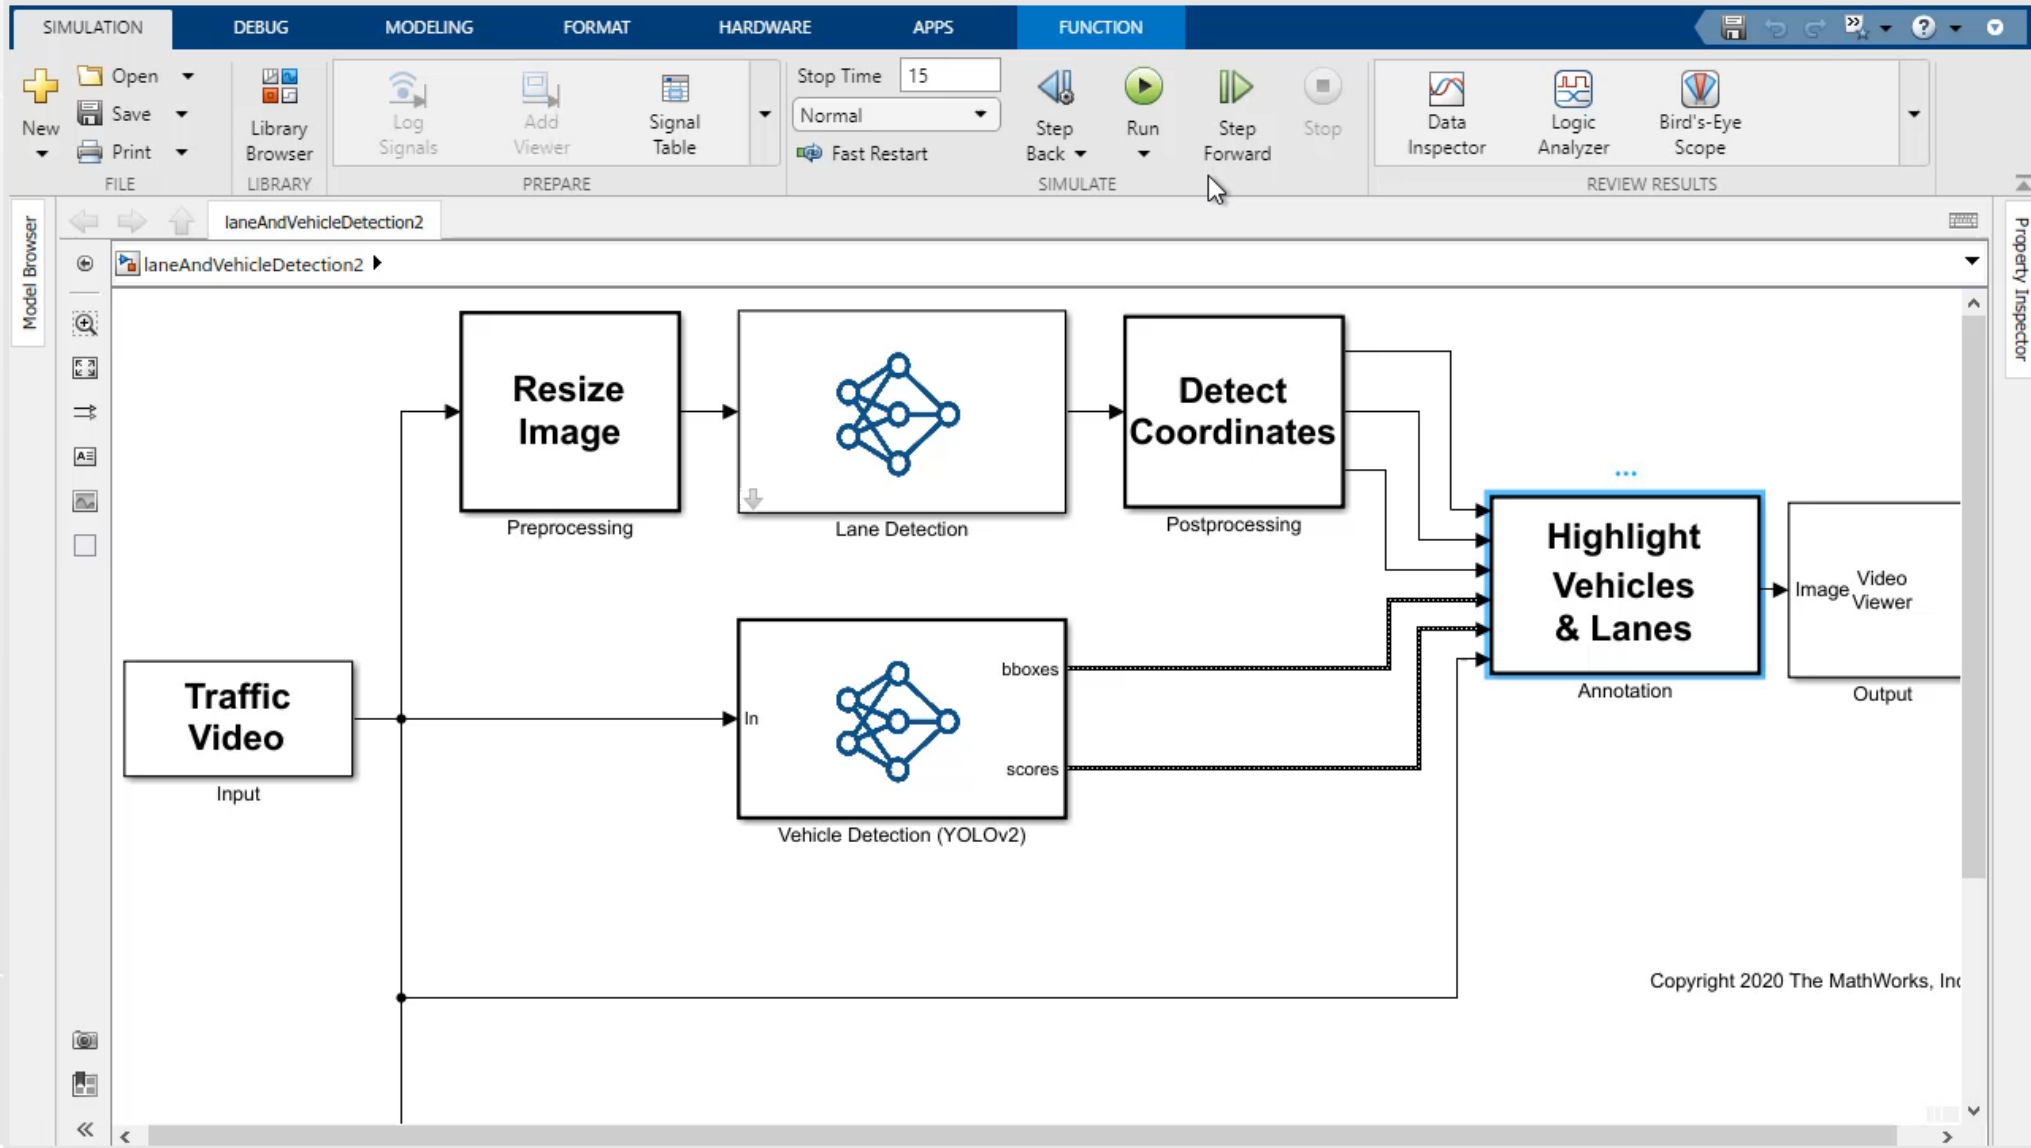 SIMULATION DEBUG MODELING FORMAT HARDWARE APPS FUNCTION
New
Open
Save
Print
FILE
Library
Browser
LIBRARY
Log
Signals
Add
Viewer
Signal
Table
PREPARE
Stop Time 15
Normal
Fast Restart
Step
Back
Run
Step
Forward
Stop
SIMULATE
Data
Inspector
Logic
Analyzer
Bird's-Eye
Scope
REVIEW RESULTS
Model Browser
laneAndVehicleDetection2
laneAndVehicleDetection2
Property Inspector
Resize
Image
Preprocessing
Lane Detection
Detect
Coordinates
Postprocessing
Highlight
Vehicles
& Lanes
Annotation
Image
Video
Viewer
Output
Traffic
Video
Input
In
bboxes
scores
Vehicle Detection (YOLOv2)
Copyright 2020 The MathWorks, Inc